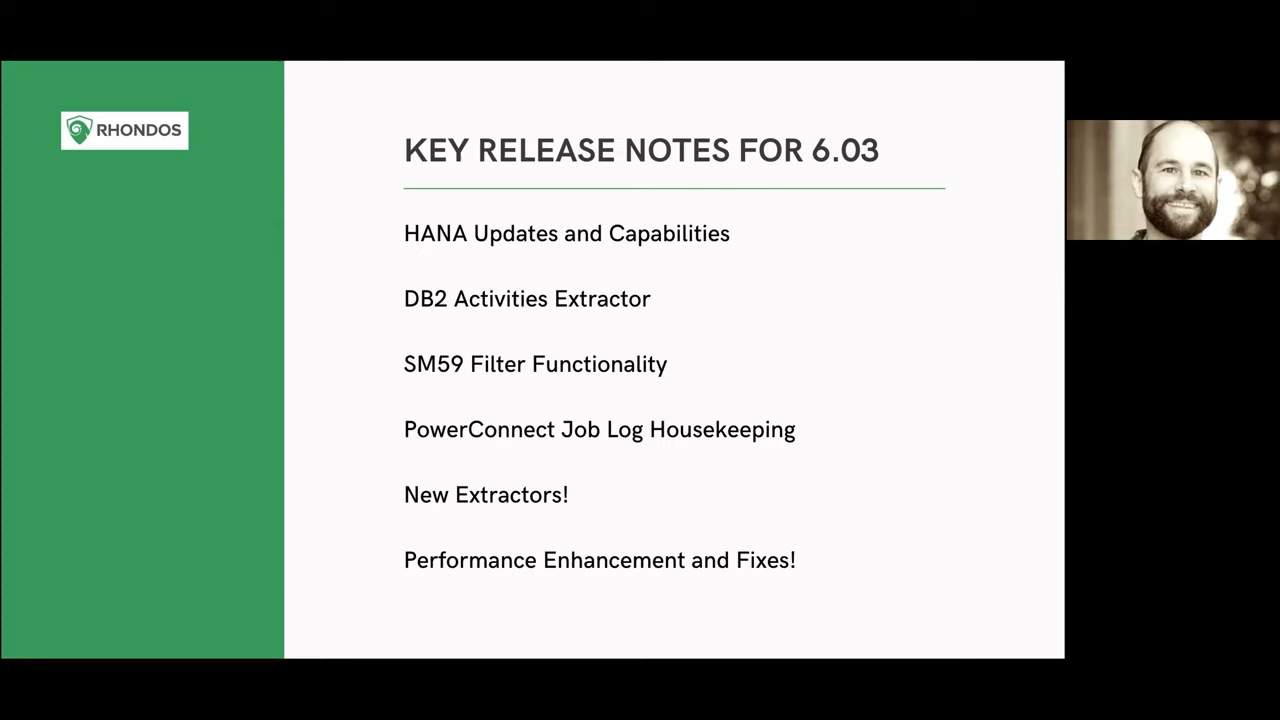 RHONDOS
KEY RELEASE NOTES FOR 6.03
HANA Updates and Capabilities
DB2 Activities Extractor
SM59 Filter Functionality
PowerConnect Job Log Housekeeping
New Extractors!
Performance Enhancement and Fixes!